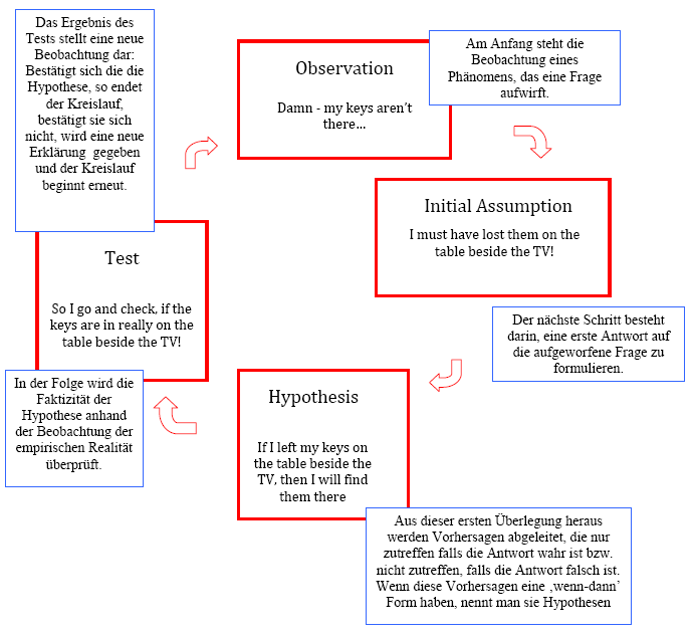 Das Ergebnis des
Tests stellt eine neue
Beobachtung dar:
Bestätigt sich die die
Hypothese, so endet
der Kreislauf,
bestätigt sie sich
nicht, wird eine neue
Erklärung gegeben
und der Kreislauf
beginnt erneut.
Observation
Damn - my keys aren't
there...
Am Anfang steht die
Beobachtung eines
Phänomens, das eine Frage
aufwirft.
Initial Assumption
I must have lost them on the
table beside the TV!
Der nächste Schritt besteht
darin, eine erste Antwort auf
die aufgeworfene Frage zu
formulieren.
Hypothesis
If I left my keys on
the table beside the
TV, then I will find
them there
Aus dieser ersten Überlegung heraus
werden Vorhersagen abgeleitet, die nur
zutreffen falls die Antwort wahr ist bzw.
nicht zutreffen, falls die Antwort falsch ist.
Wenn diese Vorhersagen eine ‚wenn-dann’
Form haben, nennt man sie Hypothesen
Test
So I go and check, if the
keys are in really on the
table beside the TV!
In der Folge wird die
Faktizität der
Hypothese anhand
der Beobachtung der
empirischen Realität
überprüft.